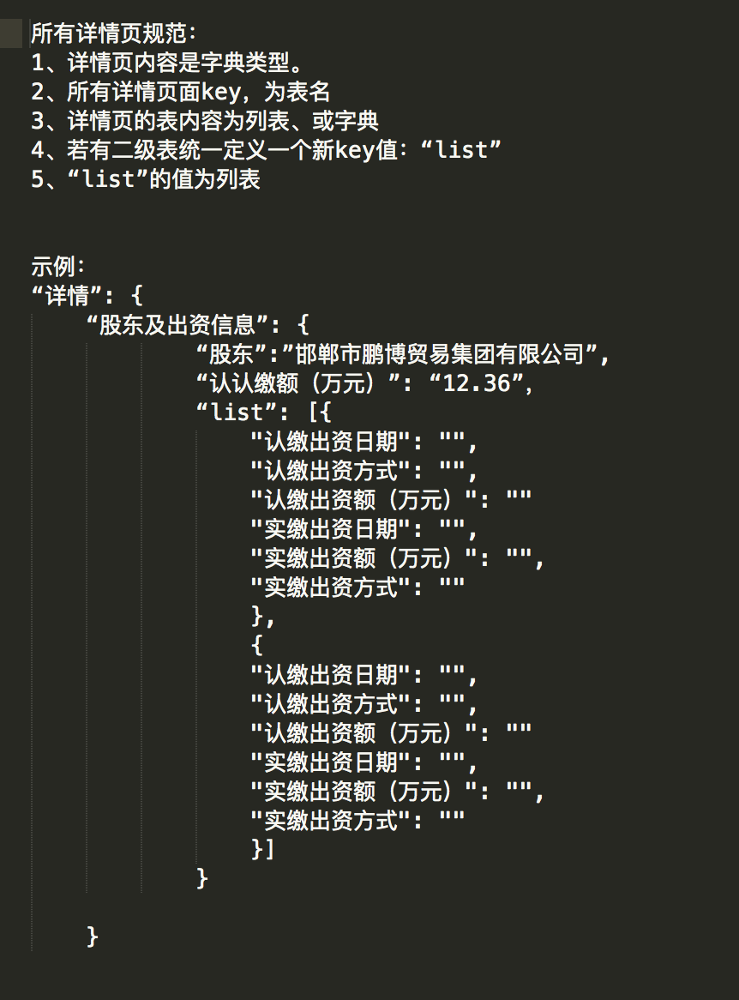 所有详情页规范：
1、详情页内容是字典类型。
2、所有详情页面key，为表名
3、详情页的表内容为列表、或字典
4、若有二级表统一定义一个新key值：“list”
5、“list”的值为列表
示例：
“详情”: {
“股东及出资信息”: {
“股东”:”邯郸市鹏博贸易集团有限公司”,
“认认缴额（万元）”: “12.36”,
“list”: [{
"认缴出资日期": "",
"认缴出资方式": "",
"认缴出资额（万元）": ""
"实缴出资日期": "",
"实缴出资额（万元）": "",
"实缴出资方式": ""
},
{
"认缴出资日期": "",
"认缴出资方式": "",
"认缴出资额（万元）": ""
"实缴出资日期": "",
"实缴出资额（万元）": "",
"实缴出资方式": ""
}]
}
}